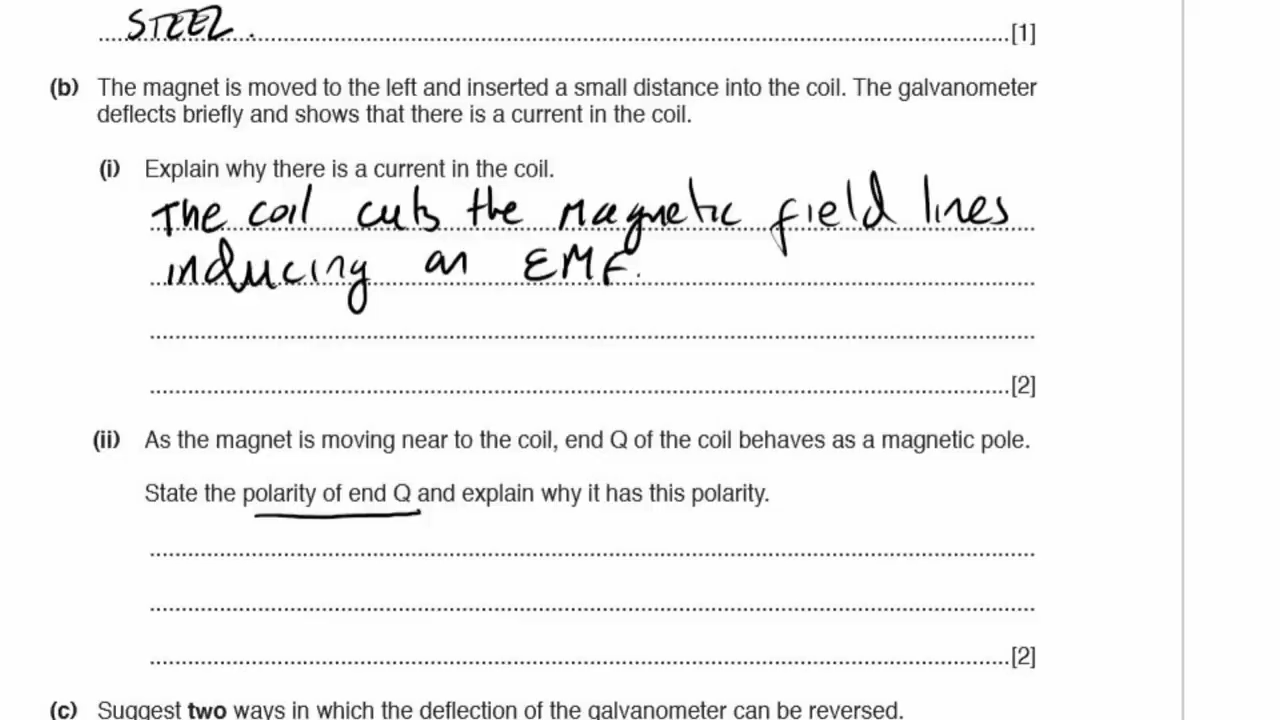 STEEL. [1]
(b) The magnet is moved to the left and inserted a small distance into the coil. The galvanometer
deflects briefly and shows that there is a current in the coil.
(i) Explain why there is a current in the coil.
The coil cuts the magnetic field lines
inducing an EMF.
[2]
(ii) As the magnet is moving near to the coil, end Q of the coil behaves as a magnetic pole.
State the polarity of end Q and explain why it has this polarity.
[2]
(c) Suggest two ways in which the deflection of the galvanometer can be reversed.